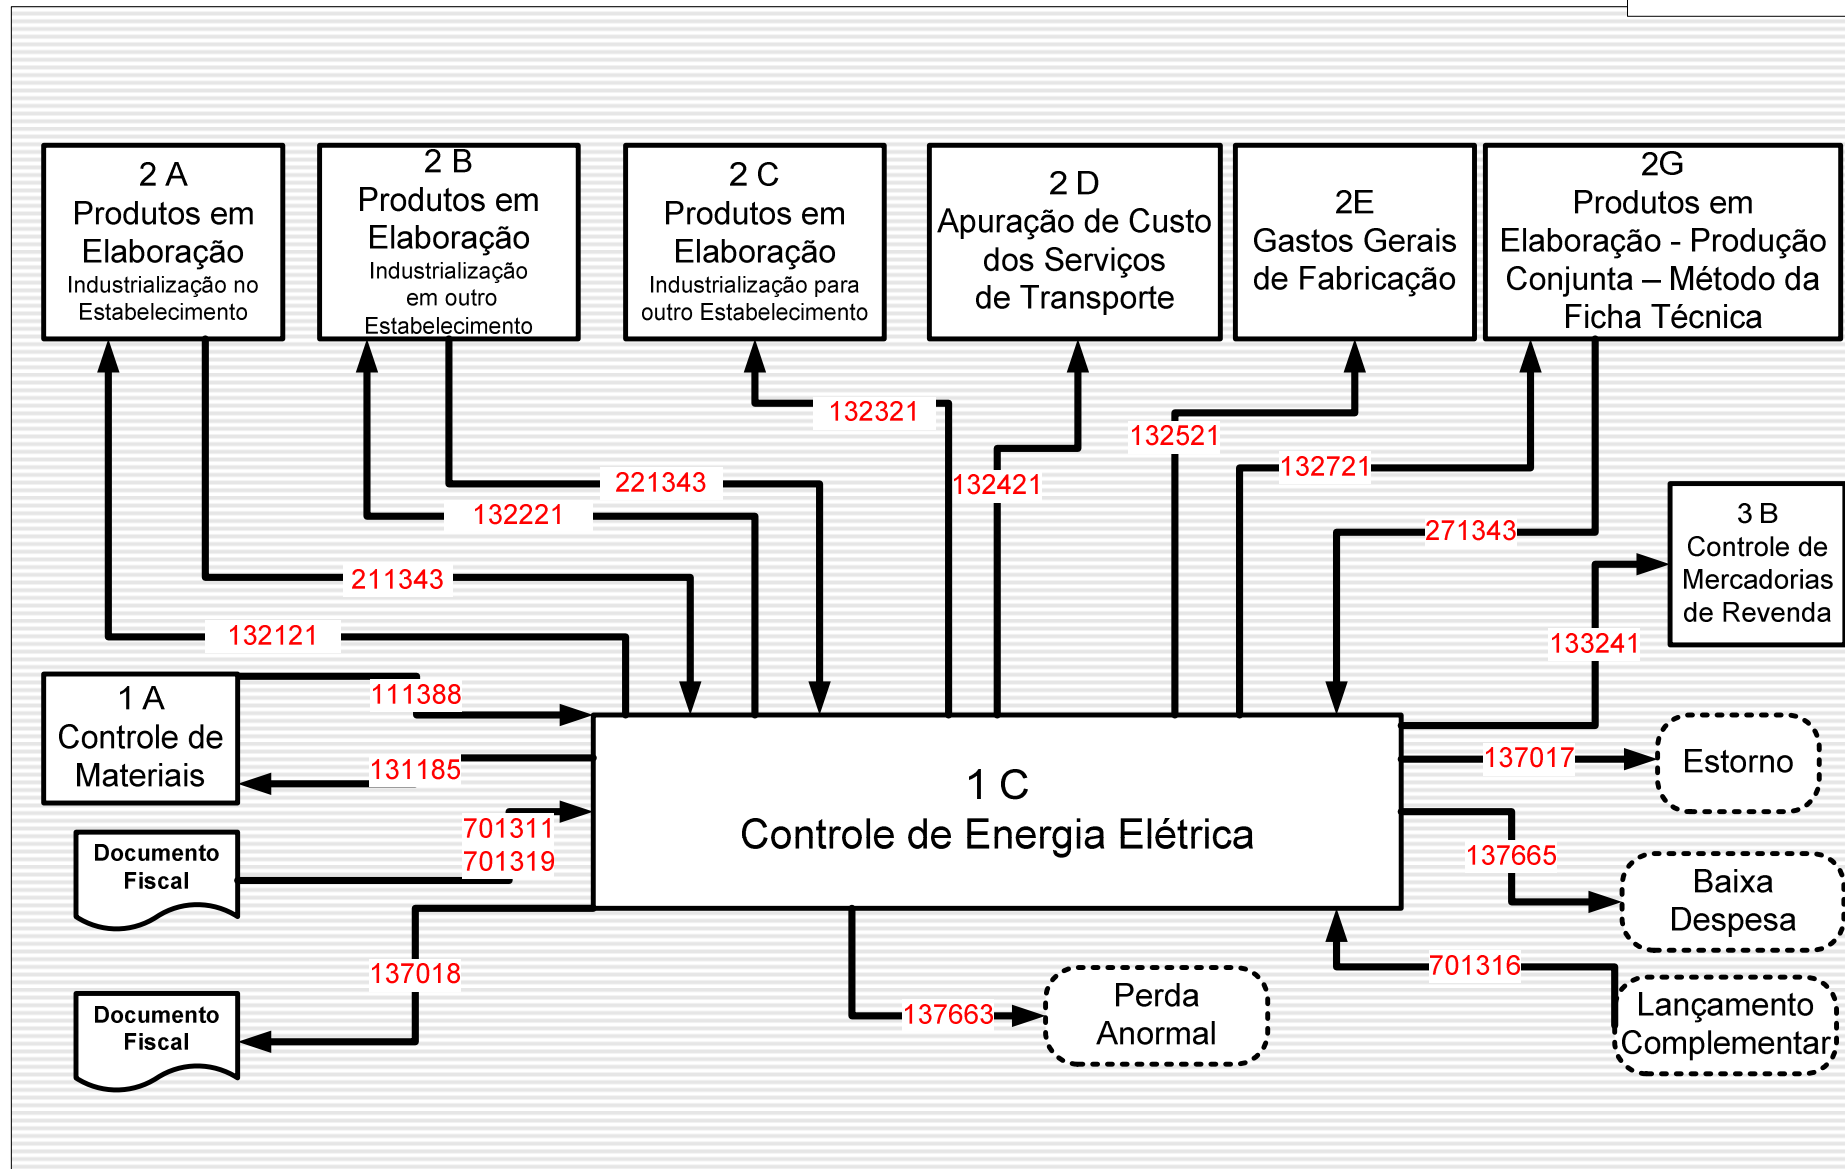 2 A
Produtos em
Elaboração
Industrialização no
Estabelecimento
2 B
Produtos em
Elaboração
Industrialização
em outro
Estabelecimento
2 C
Produtos em
Elaboração
Industrialização para
outro Estabelecimento
2 D
Apuração de Custo
dos Serviços
de Transporte
2E
Gastos Gerais
de Fabricação
2G
Produtos em
Elaboração - Produção
Conjunta – Método da
Ficha Técnica
132321
132521
132421
132721
221343
132221
271343
211343
132121
3 B
Controle de
Mercadorias
de Revenda
133241
1 A
Controle de
Materiais
111388
131185
701311
701319
Documento
Fiscal
1 C
Controle de Energia Elétrica
137017
Estorno
137665
Baixa
Despesa
701316
Lançamento
Complementar
137018
Documento
Fiscal
137663
Perda
Anormal